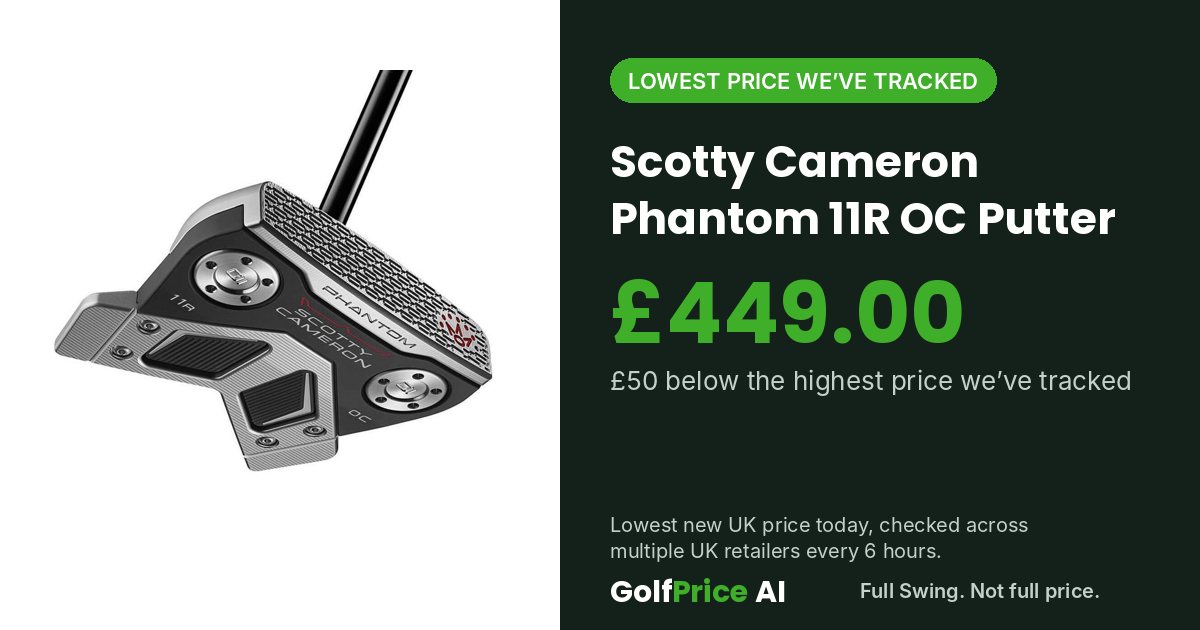 LOWEST PRICE WE’VE TRACKED
Scotty Cameron
Phantom 11R OC Putter
£449.00
£50 below the highest price we’ve tracked
Lowest new UK price today, checked across
multiple UK retailers every 6 hours.
GolfPrice AI
Full Swing. Not full price.
11R
PHANTOM
SCOTTY
CAMERON
OC